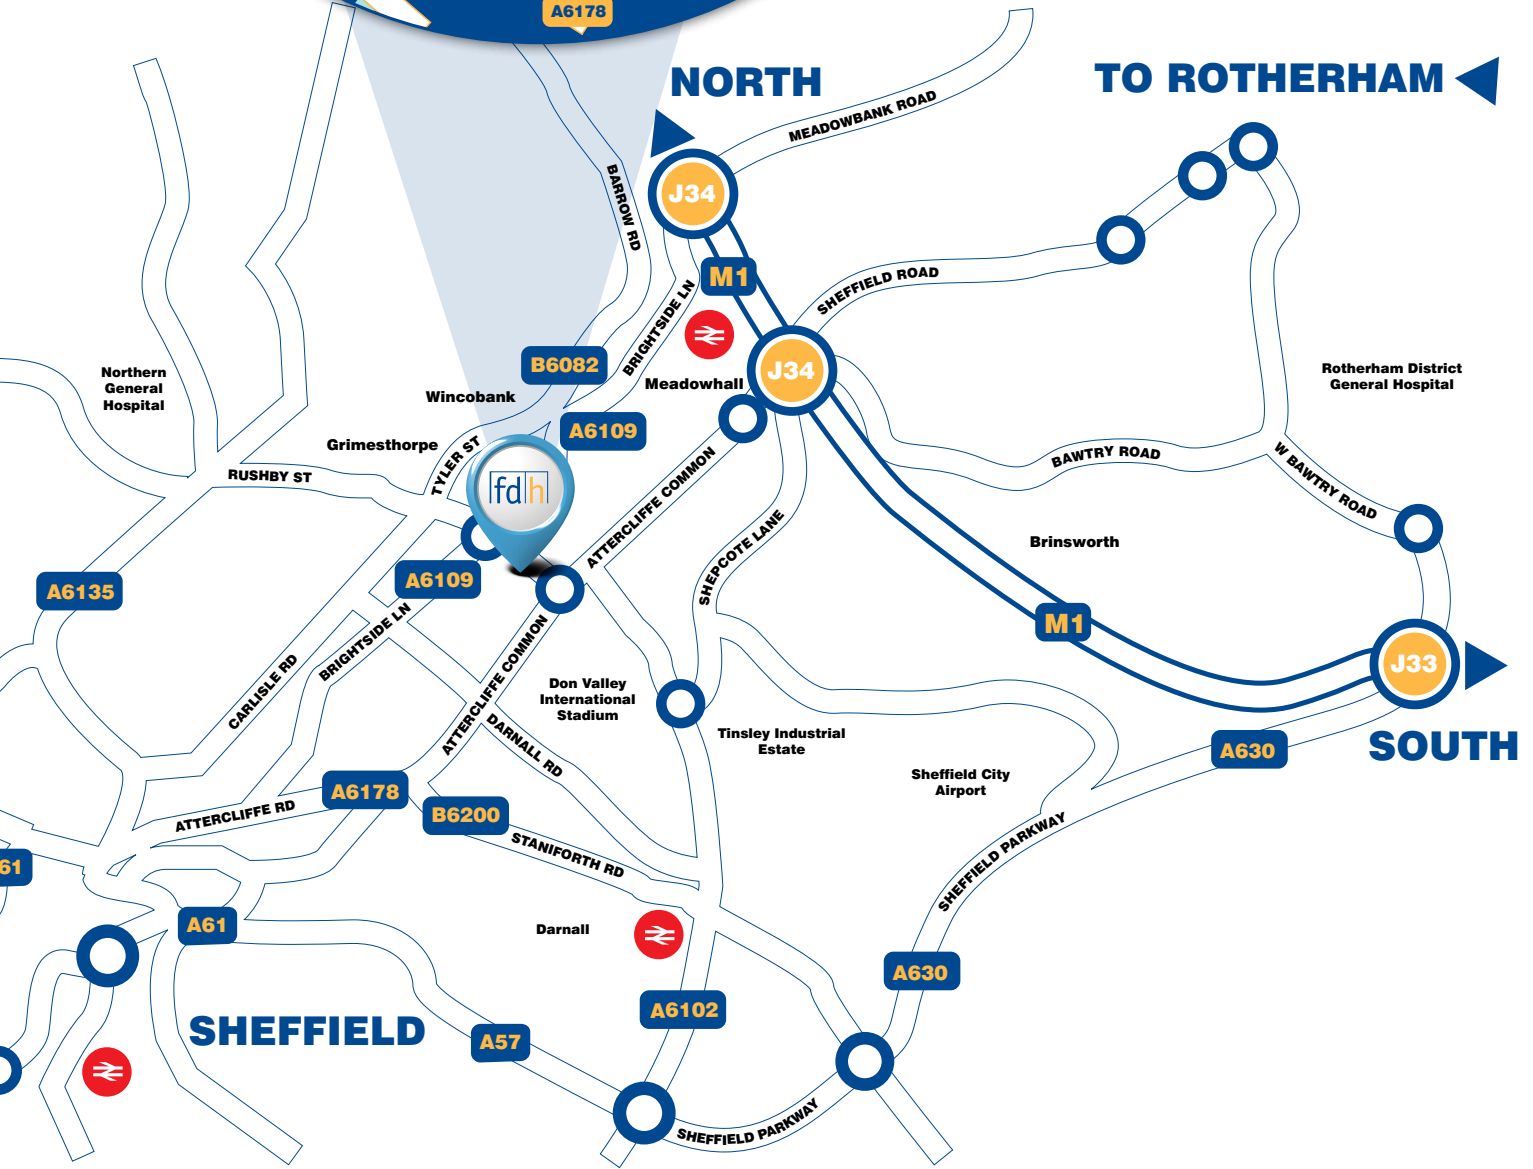 A6178
NORTH
TO ROTHERHAM
MEADOWBANK ROAD
J34
BARROW RD
M1
SHEFFIELD ROAD
BRIGHTSIDE LN
J34
B6082
Meadowhall
Wincobank
Northern
General
Hospital
Rotherham District
General Hospital
A6109
Grimesthorpe
TYLER ST
RUSHBY ST
fdh
ATTERCLIFFE COMMON
BAWTRY ROAD
W BAWTRY ROAD
SHEPCOTE LANE
Brinsworth
A6109
A6135
BRIGHTSIDE LN
M1
CARLISLE RD
ATTERCLIFFE COMMON
J33
Don Valley
International
Stadium
DARNALL RD
Tinsley Industrial
Estate
SOUTH
A630
Sheffield City
Airport
A6178
ATTERCLIFFE RD
B6200
STANIFORTH RD
SHEFFIELD PARKWAY
61
A61
Darnall
A630
A6102
SHEFFIELD
A57
SHEFFIELD PARKWAY